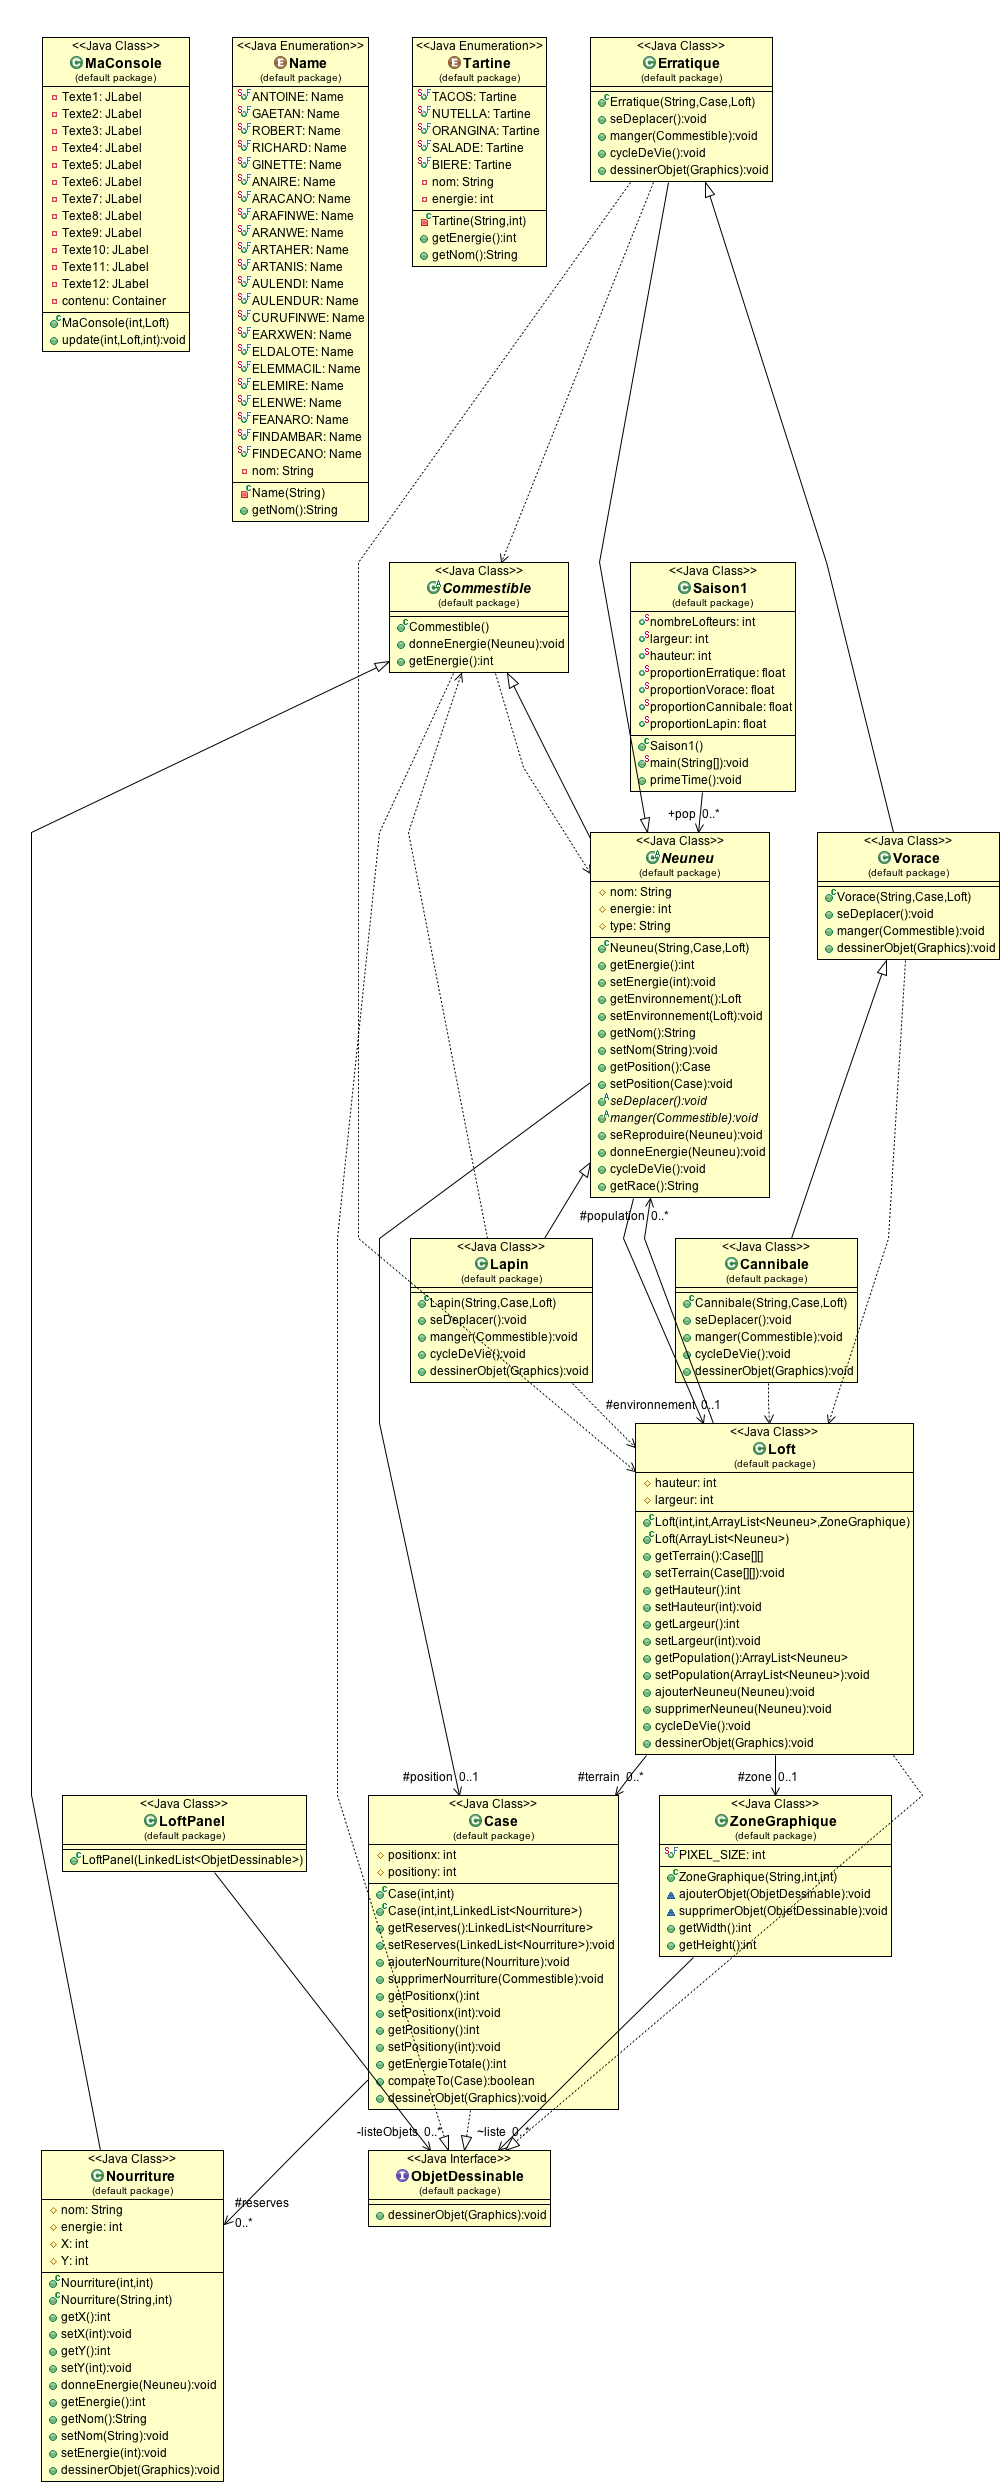 <<Java Class>>
MaConsole
(default package)
Texte1: JLabel
Texte2: JLabel
Texte3: JLabel
Texte4: JLabel
Texte5: JLabel
Texte6: JLabel
Texte7: JLabel
Texte8: JLabel
Texte9: JLabel
Texte10: JLabel
Texte11: JLabel
Texte12: JLabel
contenu: Container
MaConsole(int,Loft)
update(int,Loft,int):void
<<Java Enumeration>>
Name
(default package)
ANTOINE: Name
GAETAN: Name
ROBERT: Name
RICHARD: Name
GINETTE: Name
ANAIRE: Name
ARACANO: Name
ARAFINWE: Name
ARANWE: Name
ARTAHER: Name
ARTANIS: Name
AULENDI: Name
AULENDUR: Name
CURUFINWE: Name
EARXWEN: Name
ELDALOTE: Name
ELEMMACIL: Name
ELEMIRE: Name
ELENWE: Name
FEANARO: Name
FINDAMBAR: Name
FINDECANO: Name
nom: String
Name(String)
getNom():String
<<Java Enumeration>>
Tartine
(default package)
TACOS: Tartine
NUTELLA: Tartine
ORANGINA: Tartine
SALADE: Tartine
BIERE: Tartine
nom: String
energie: int
Tartine(String,int)
getEnergie():int
getNom():String
<<Java Class>>
Erratique
(default package)
Erratique(String,Case,Loft)
seDeplacer():void
manger(Commestible):void
cycleDeVie():void
dessinerObjet(Graphics):void
<<Java Class>>
Commestible
(default package)
Commestible()
donneEnergie(Neuneu):void
getEnergie():int
<<Java Class>>
Saison1
(default package)
nombreLofteurs: int
largeur: int
hauteur: int
proportionErratique: float
proportionVorace: float
proportionCannibale: float
proportionLapin: float
Saison1()
main(String[]):void
primeTime():void
+pop 0..*
<<Java Class>>
Neuneu
(default package)
nom: String
energie: int
type: String
Neuneu(String,Case,Loft)
getEnergie():int
setEnergie(int):void
getEnvironnement():Loft
setEnvironnement(Loft):void
getNom():String
setNom(String):void
getPosition():Case
setPosition(Case):void
seDeplacer():void
manger(Commestible):void
seReproduire(Neuneu):void
donneEnergie(Neuneu):void
cycleDeVie():void
getRace():String
<<Java Class>>
Vorace
(default package)
Vorace(String,Case,Loft)
seDeplacer():void
manger(Commestible):void
dessinerObjet(Graphics):void
#population 0..*
<<Java Class>>
Lapin
(default package)
Lapin(String,Case,Loft)
seDeplacer():void
manger(Commestible):void
cycleDeVie():void
dessinerObjet(Graphics):void
<<Java Class>>
Cannibale
(default package)
Cannibale(String,Case,Loft)
seDeplacer():void
manger(Commestible):void
cycleDeVie():void
dessinerObjet(Graphics):void
#environnement 0..1
<<Java Class>>
Loft
(default package)
hauteur: int
largeur: int
Loft(int,int,ArrayList<Neuneu>,ZoneGraphique)
Loft(ArrayList<Neuneu>)
getTerrain():Case[][]
setTerrain(Case[][]):void
getHauteur():int
setHauteur(int):void
getLargeur():int
setLargeur(int):void
getPopulation():ArrayList<Neuneu>
setPopulation(ArrayList<Neuneu>):void
ajouterNeuneu(Neuneu):void
supprimerNeuneu(Neuneu):void
cycleDeVie():void
dessinerObjet(Graphics):void
#position 0..1
#terrain 0..*
#zone 0..1
<<Java Class>>
LoftPanel
(default package)
LoftPanel(LinkedList<ObjetDessinable>)
<<Java Class>>
Case
(default package)
positionx: int
positiony: int
Case(int,int)
Case(int,int,LinkedList<Nourriture>)
getReserves():LinkedList<Nourriture>
setReserves(LinkedList<Nourriture>):void
ajouterNourriture(Nourriture):void
supprimerNourriture(Commestible):void
getPositionx():int
setPositionx(int):void
getPositiony():int
setPositiony(int):void
getEnergieTotale():int
compareTo(Case):boolean
dessinerObjet(Graphics):void
<<Java Class>>
ZoneGraphique
(default package)
PIXEL_SIZE: int
ZoneGraphique(String,int,int)
ajouterObjet(ObjetDessinable):void
supprimerObjet(ObjetDessinable):void
getWidth():int
getHeight():int
-listeObjets 0..*
~liste 0..*
<<Java Class>>
Nourriture
(default package)
nom: String
energie: int
X: int
Y: int
Nourriture(int,int)
Nourriture(String,int)
getX():int
setX(int):void
getY():int
setY(int):void
donneEnergie(Neuneu):void
getEnergie():int
getNom():String
setNom(String):void
setEnergie(int):void
dessinerObjet(Graphics):void
#reserves
0..*
<<Java Interface>>
ObjetDessinable
(default package)
dessinerObjet(Graphics):void